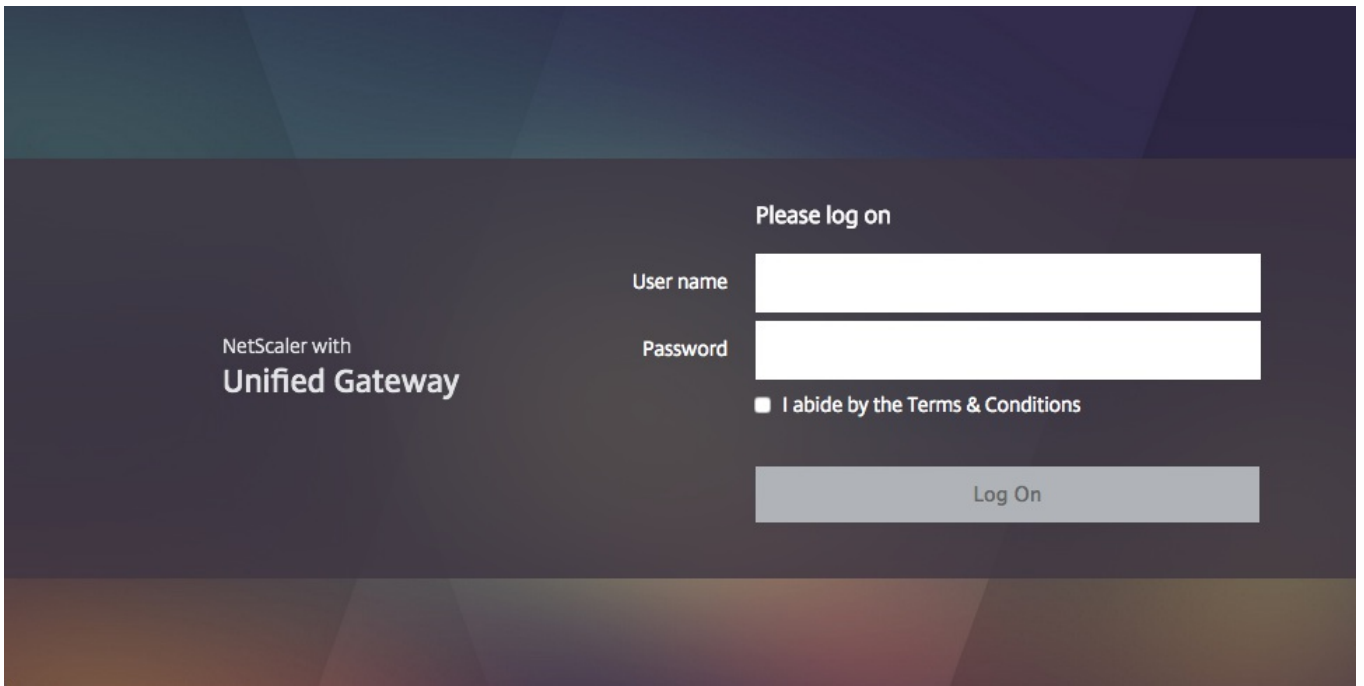 NetScaler with
Unified Gateway
Please log on
User name
Password
I abide by the Terms & Conditions
Log On